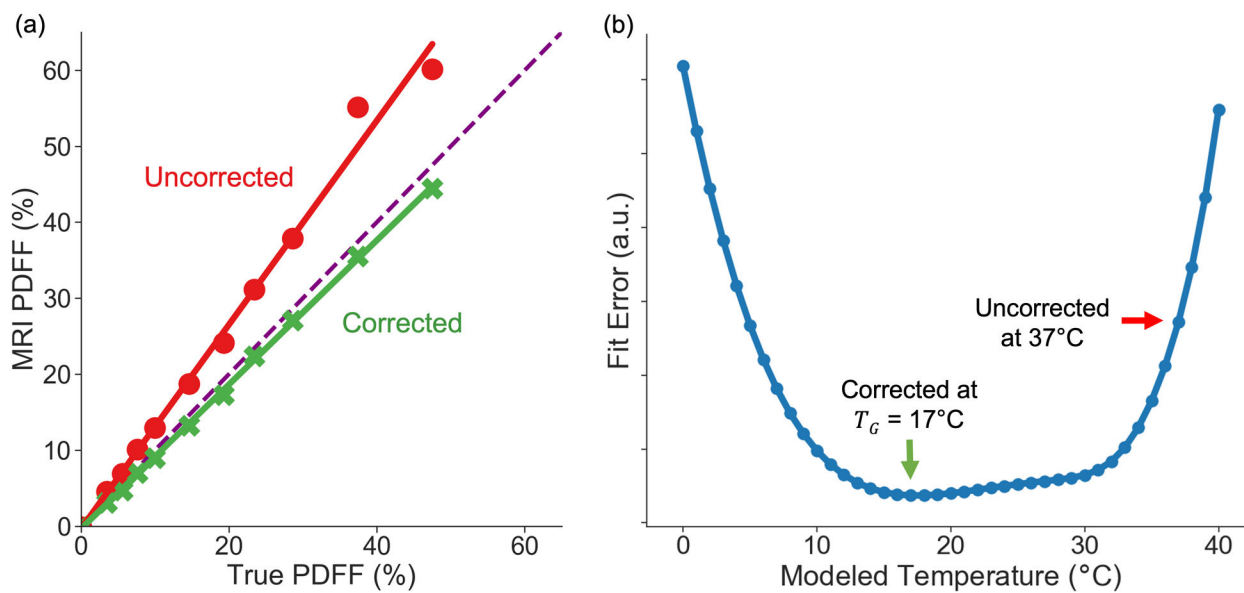 (a)
MRI PDFF (%)
60
50
40
30
20
10
0
Uncorrected
Corrected
0 20 40 60
True PDFF (%)
(b)
Fit Error (a.u.)
Uncorrected
at 37°C
Corrected at
T_G = 17°C
0 10 20 30 40
Modeled Temperature (°C)